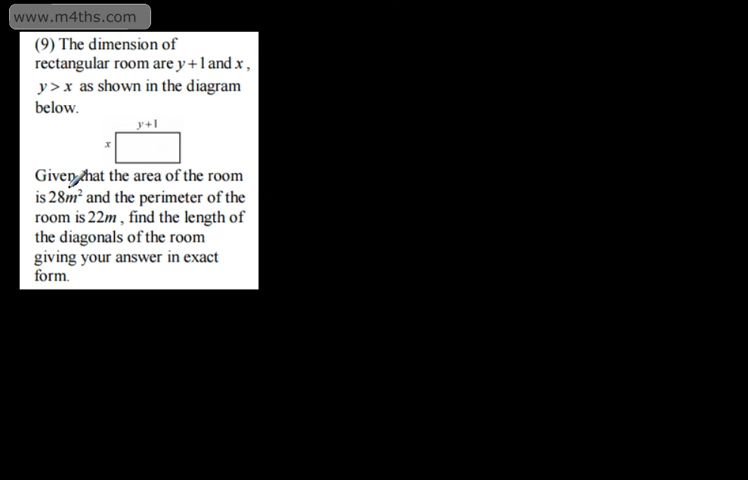 www.m4ths.com
(9) The dimension of
rectangular room are y+1 and x,
y > x as shown in the diagram
below.
y+1
x
Given that the area of the room
is 28m² and the perimeter of the
room is 22m, find the length of
the diagonals of the room
giving your answer in exact
form.